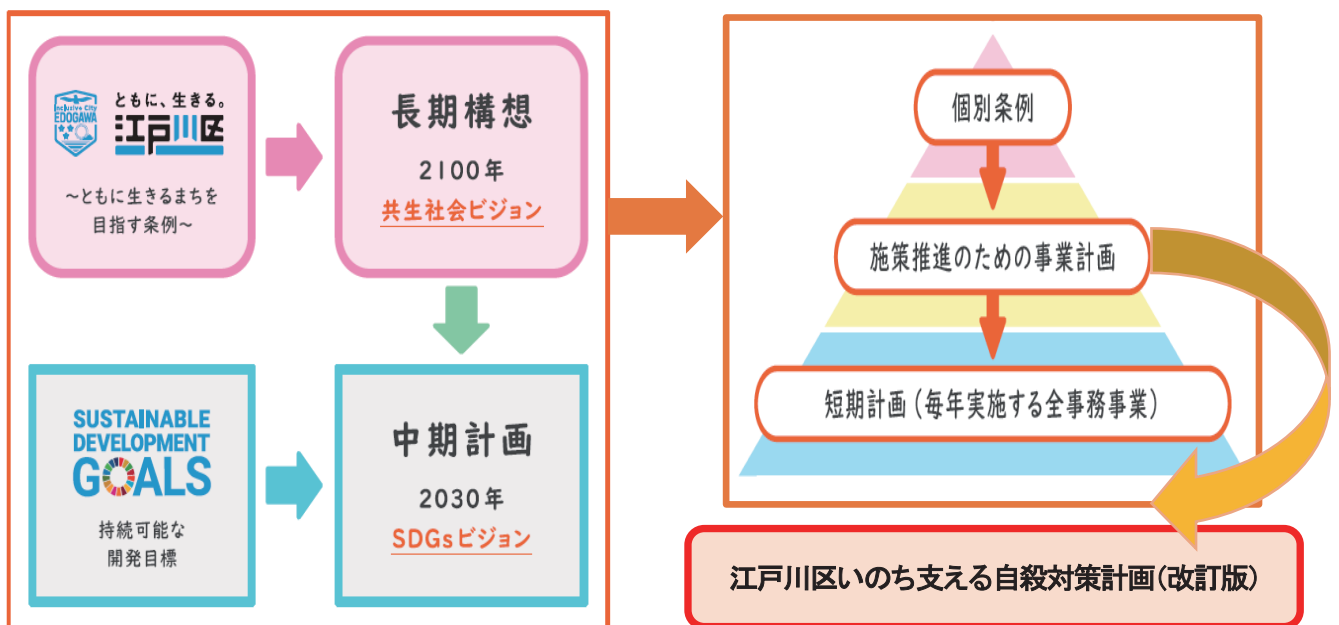 Inclusive City
EDOGAWA
ともに、生きる。
江戸川区
～ともに生きるまちを
目指す条例～
長期構想
2100年
共生社会ビジョン
SUSTAINABLE
DEVELOPMENT
GOALS
持続可能な
開発目標
中期計画
2030年
SDGsビジョン
個別条例
施策推進のための事業計画
短期計画（毎年実施する全事務事業）
江戸川区いのち支える自殺対策計画(改訂版)